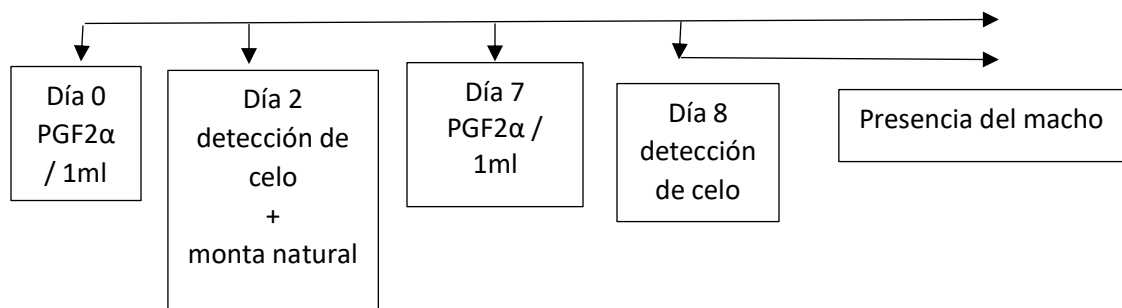 Día 0
PGF2α
/ 1ml
Día 2
detección de
celo
+
monta natural
Día 7
PGF2α /
1ml
Día 8
detección
de celo
Presencia del macho